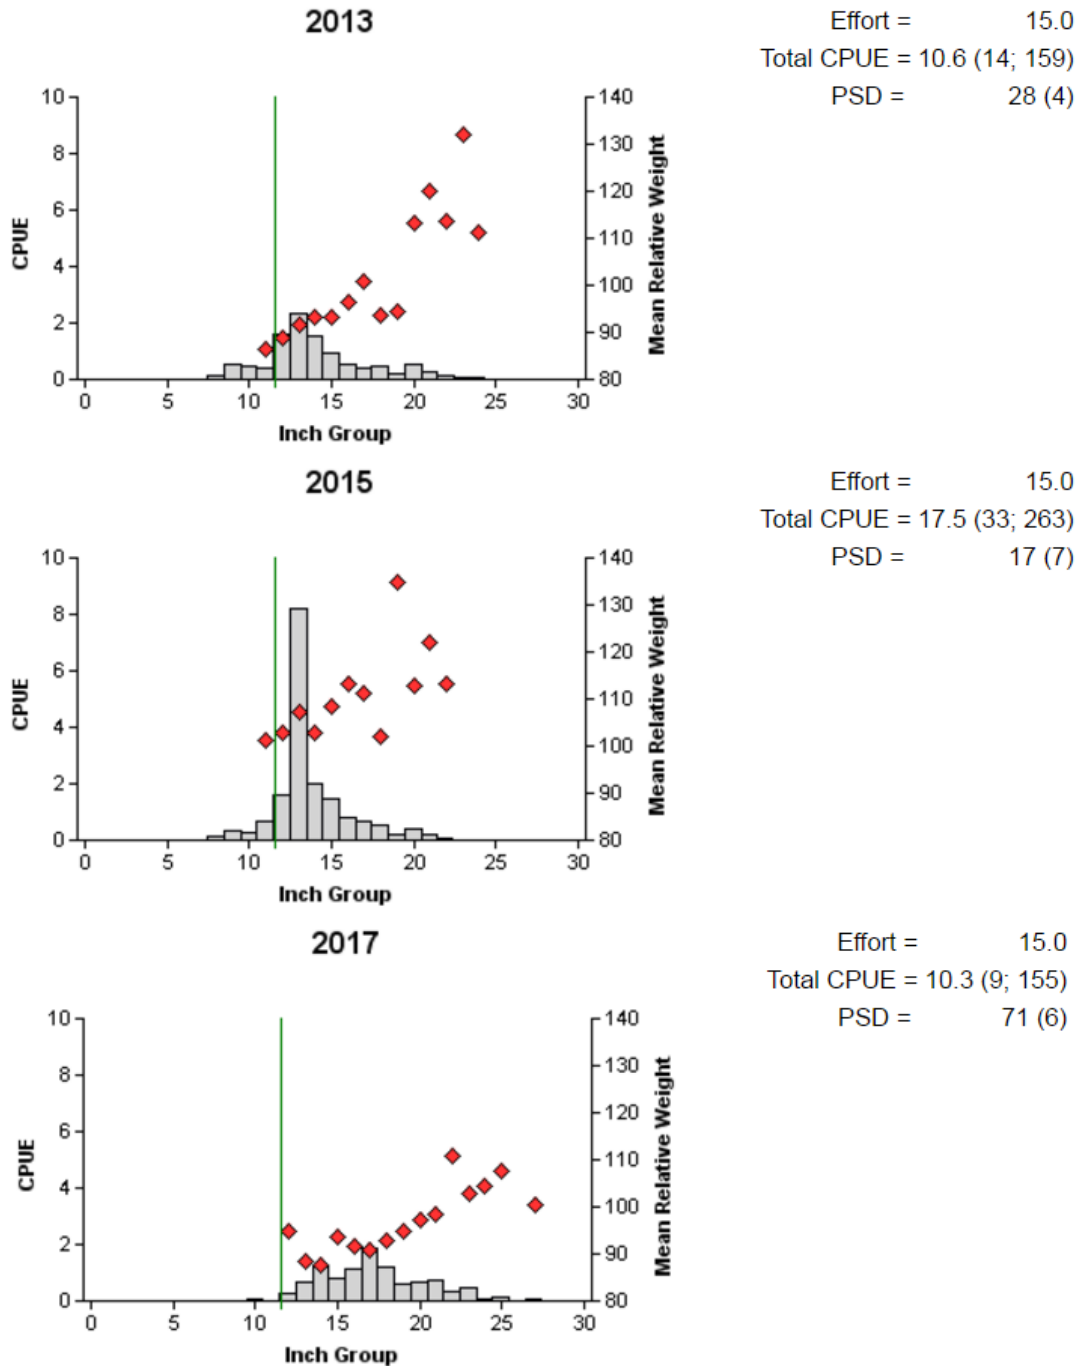 2013
Effort = 15.0
Total CPUE = 10.6 (14; 159)
PSD = 28 (4)
10
8
6
4
2
0
CPUE
140
130
120
110
100
90
80
Mean Relative Weight
0 5 10 15 20 25 30
Inch Group
2015
Effort = 15.0
Total CPUE = 17.5 (33; 263)
PSD = 17 (7)
10
8
6
4
2
0
CPUE
140
130
120
110
100
90
80
Mean Relative Weight
0 5 10 15 20 25 30
Inch Group
2017
Effort = 15.0
Total CPUE = 10.3 (9; 155)
PSD = 71 (6)
10
8
6
4
2
0
CPUE
140
130
120
110
100
90
80
Mean Relative Weight
0 5 10 15 20 25 30
Inch Group